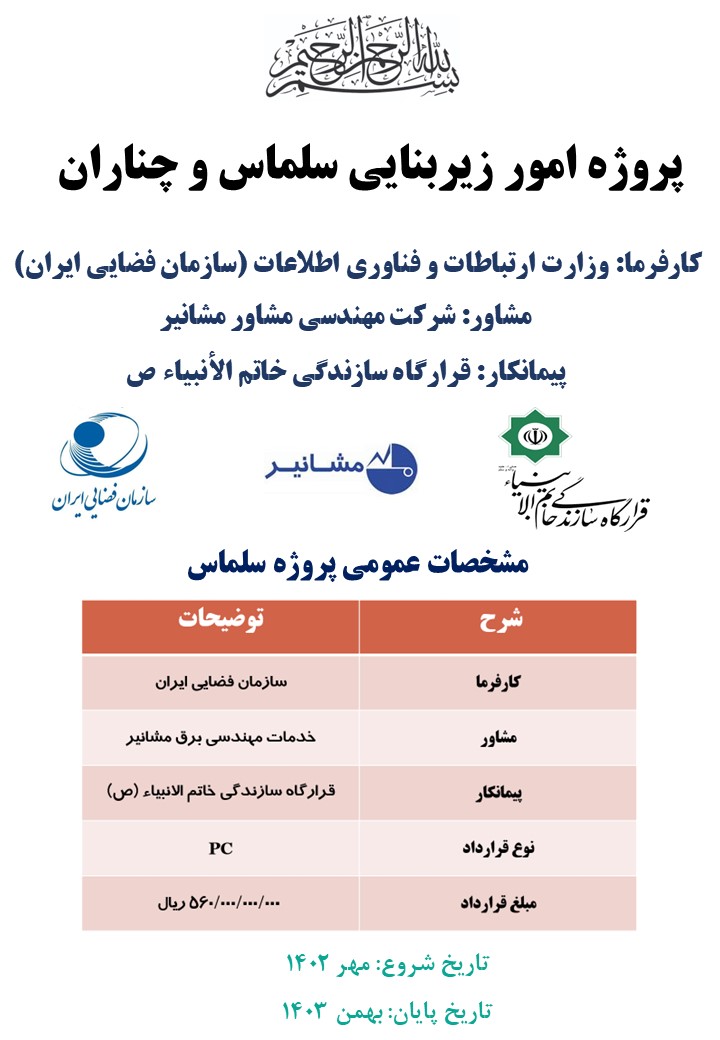 بسم الله الرحمن الرحیم
پروژه امور زیربنایی سلماس و چناران
کارفرما: وزارت ارتباطات و فناوری اطلاعات (سازمان فضایی ایران)
مشاور: شرکت مهندسی مشاور مشانیر
پیمانکار: قرارگاه سازندگی خاتم الأنبیاء ص
قرارگاه سازندگی خاتم الانبیاء
مشانیر
سازمان فضایی ایران
مشخصات عمومی پروژه سلماس
شرح توضیحات
کارفرما سازمان فضایی ایران
مشاور خدمات مهندسی برق مشانیر
پیمانکار قرارگاه سازندگی خاتم الانبیاء (ص)
نوع قرارداد PC
مبلغ قرارداد ۵۶۰/۰۰۰/۰۰۰/۰۰۰ ریال
تاریخ شروع: مهر ۱۴۰۲
تاریخ پایان: بهمن ۱۴۰۳